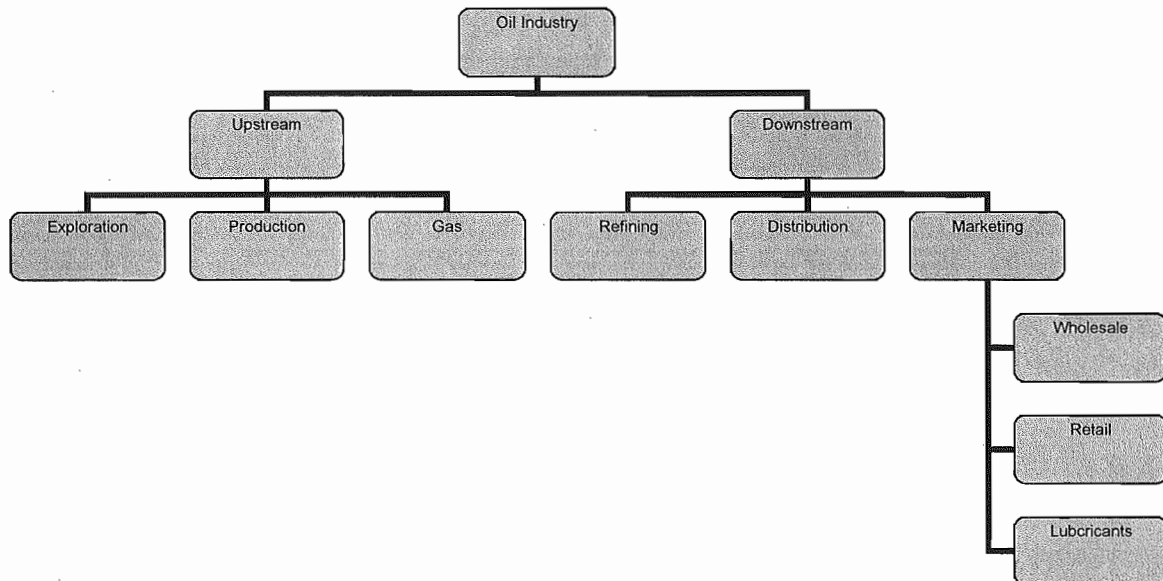 Oil Industry
Upstream
Downstream
Exploration
Production
Gas
Refining
Distribution
Marketing
Wholesale
Retail
Lubcricants